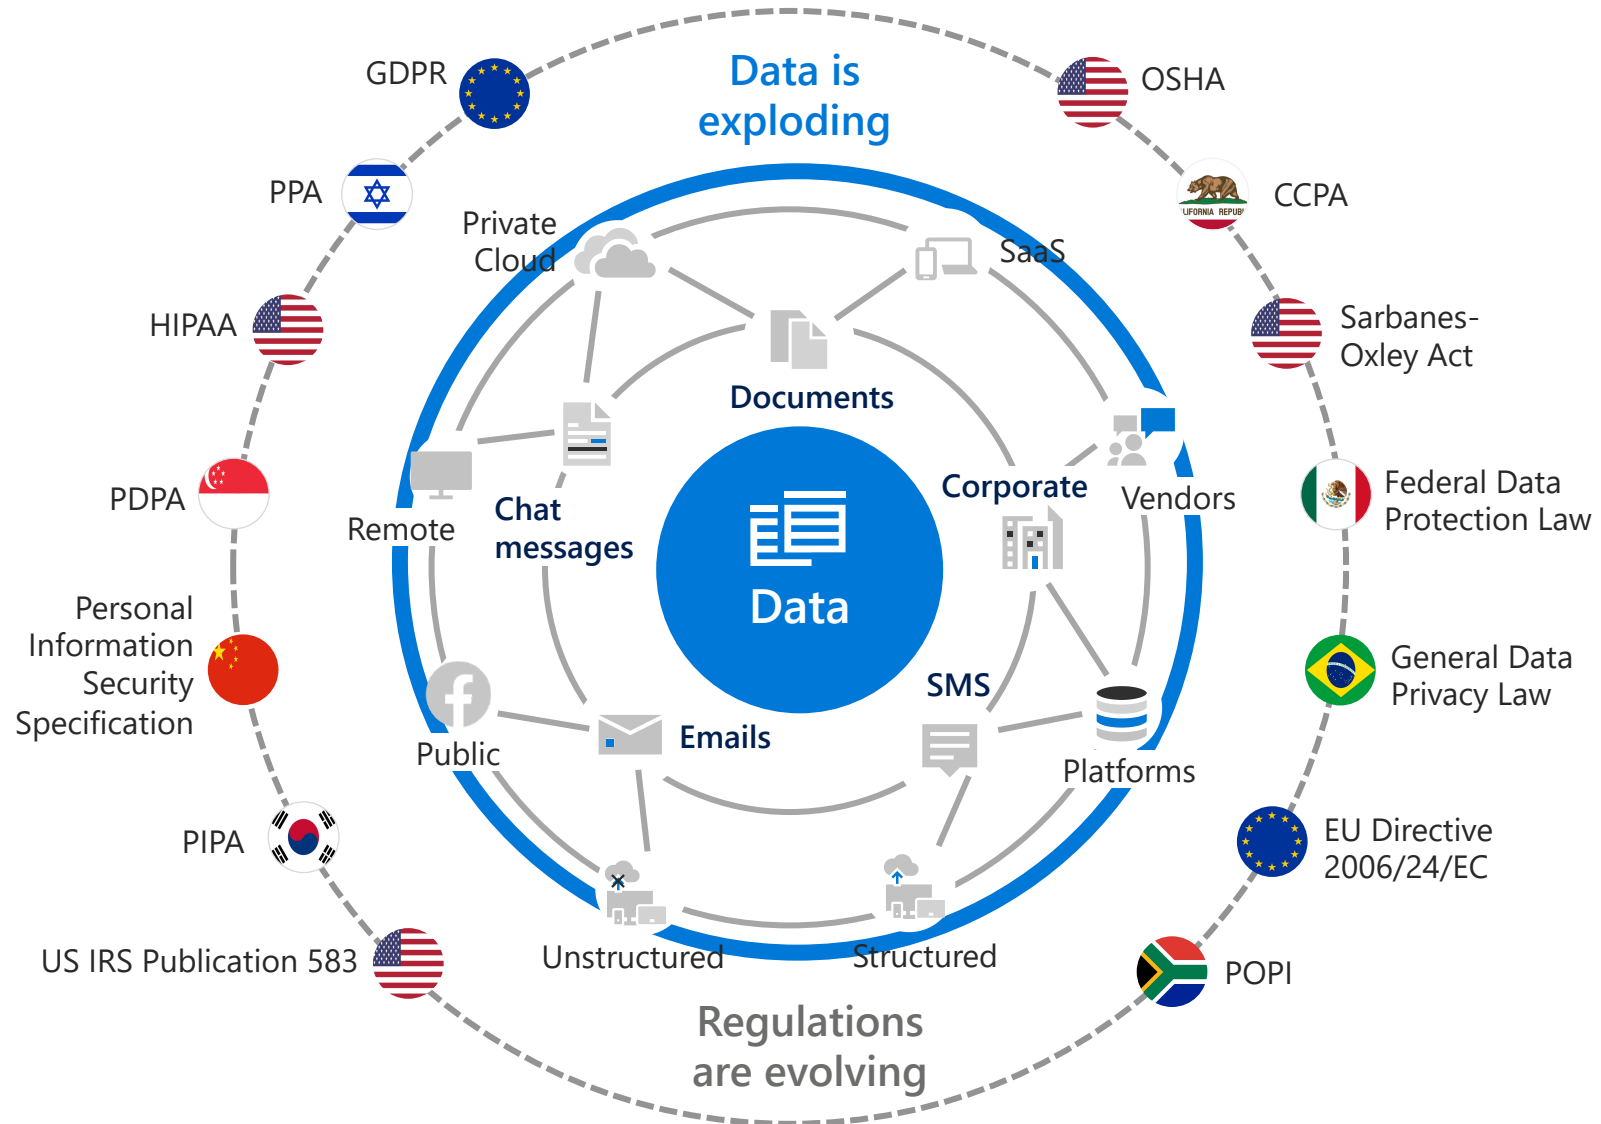 Data is
exploding
GDPR
OSHA
PPA
CCPA
Private
Cloud
SaaS
HIPAA
Sarbanes-
Oxley Act
Documents
Corporate
Vendors
PDPA
Federal Data
Protection Law
Remote
Chat
messages
Data
Personal
Information
Security
Specification
General Data
Privacy Law
SMS
Emails
Public
Platforms
PIPA
EU Directive
2006/24/EC
US IRS Publication 583
Unstructured
Structured
POPI
Regulations
are evolving